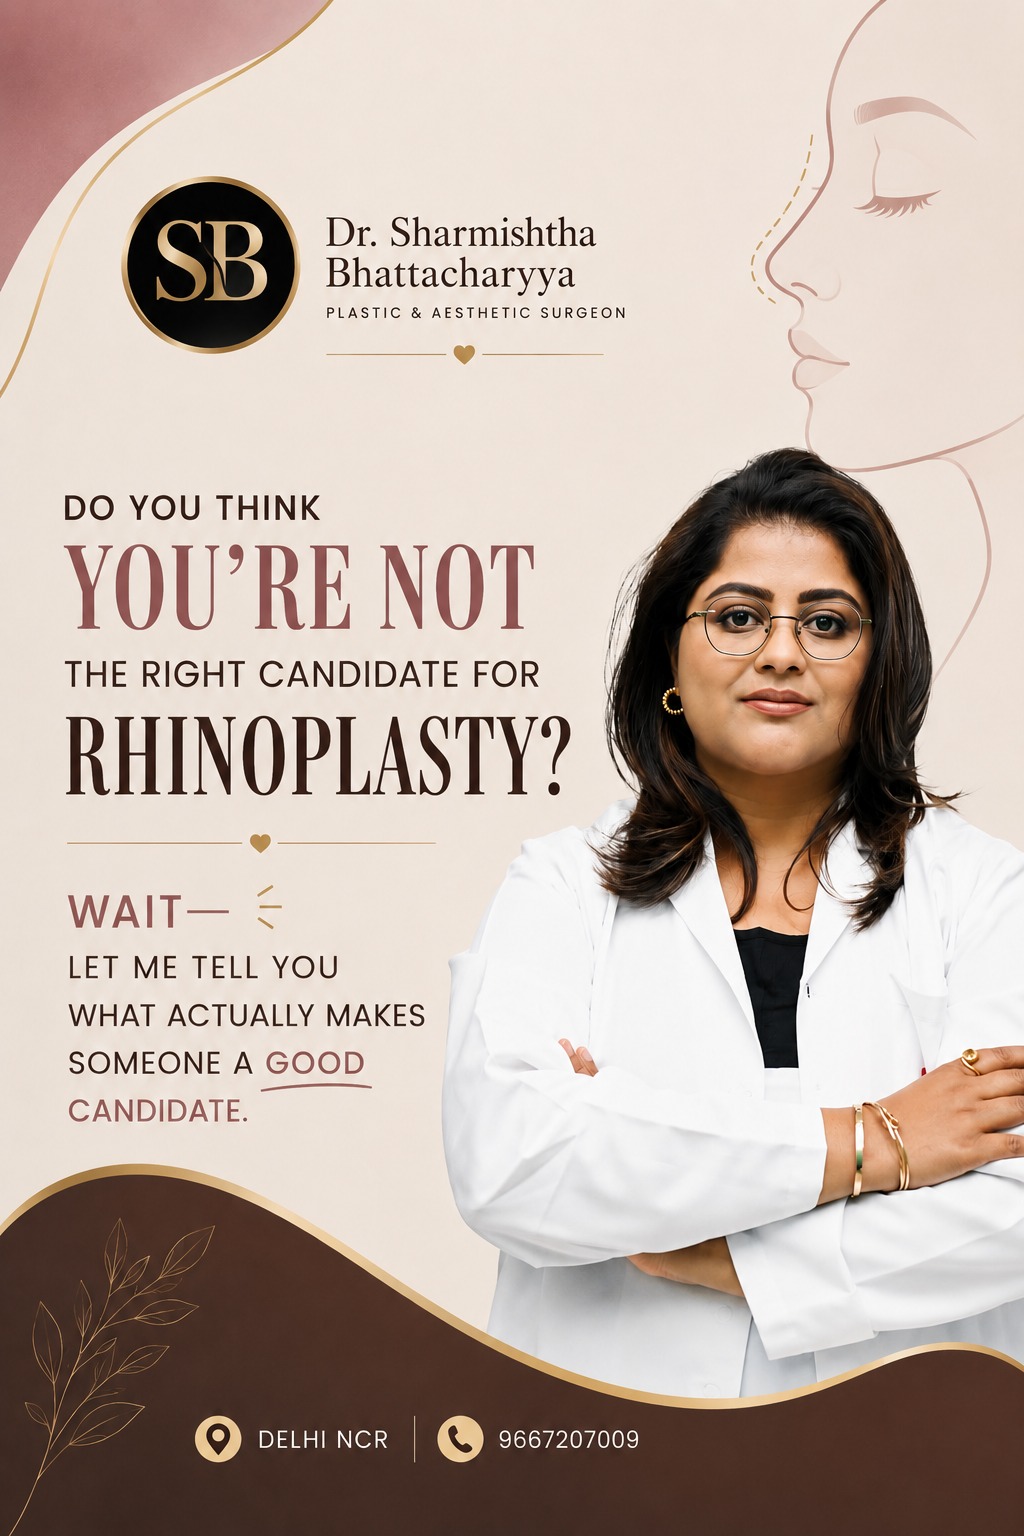 SB
Dr. Sharmishtha
Bhattacharyya
PLASTIC & AESTHETIC SURGEON
DO YOU THINK
YOU'RE NOT
THE RIGHT CANDIDATE FOR
RHINOPLASTY?
WAIT—
LET ME TELL YOU
WHAT ACTUALLY MAKES
SOMEONE A GOOD
CANDIDATE.
DELHI NCR
9667207009